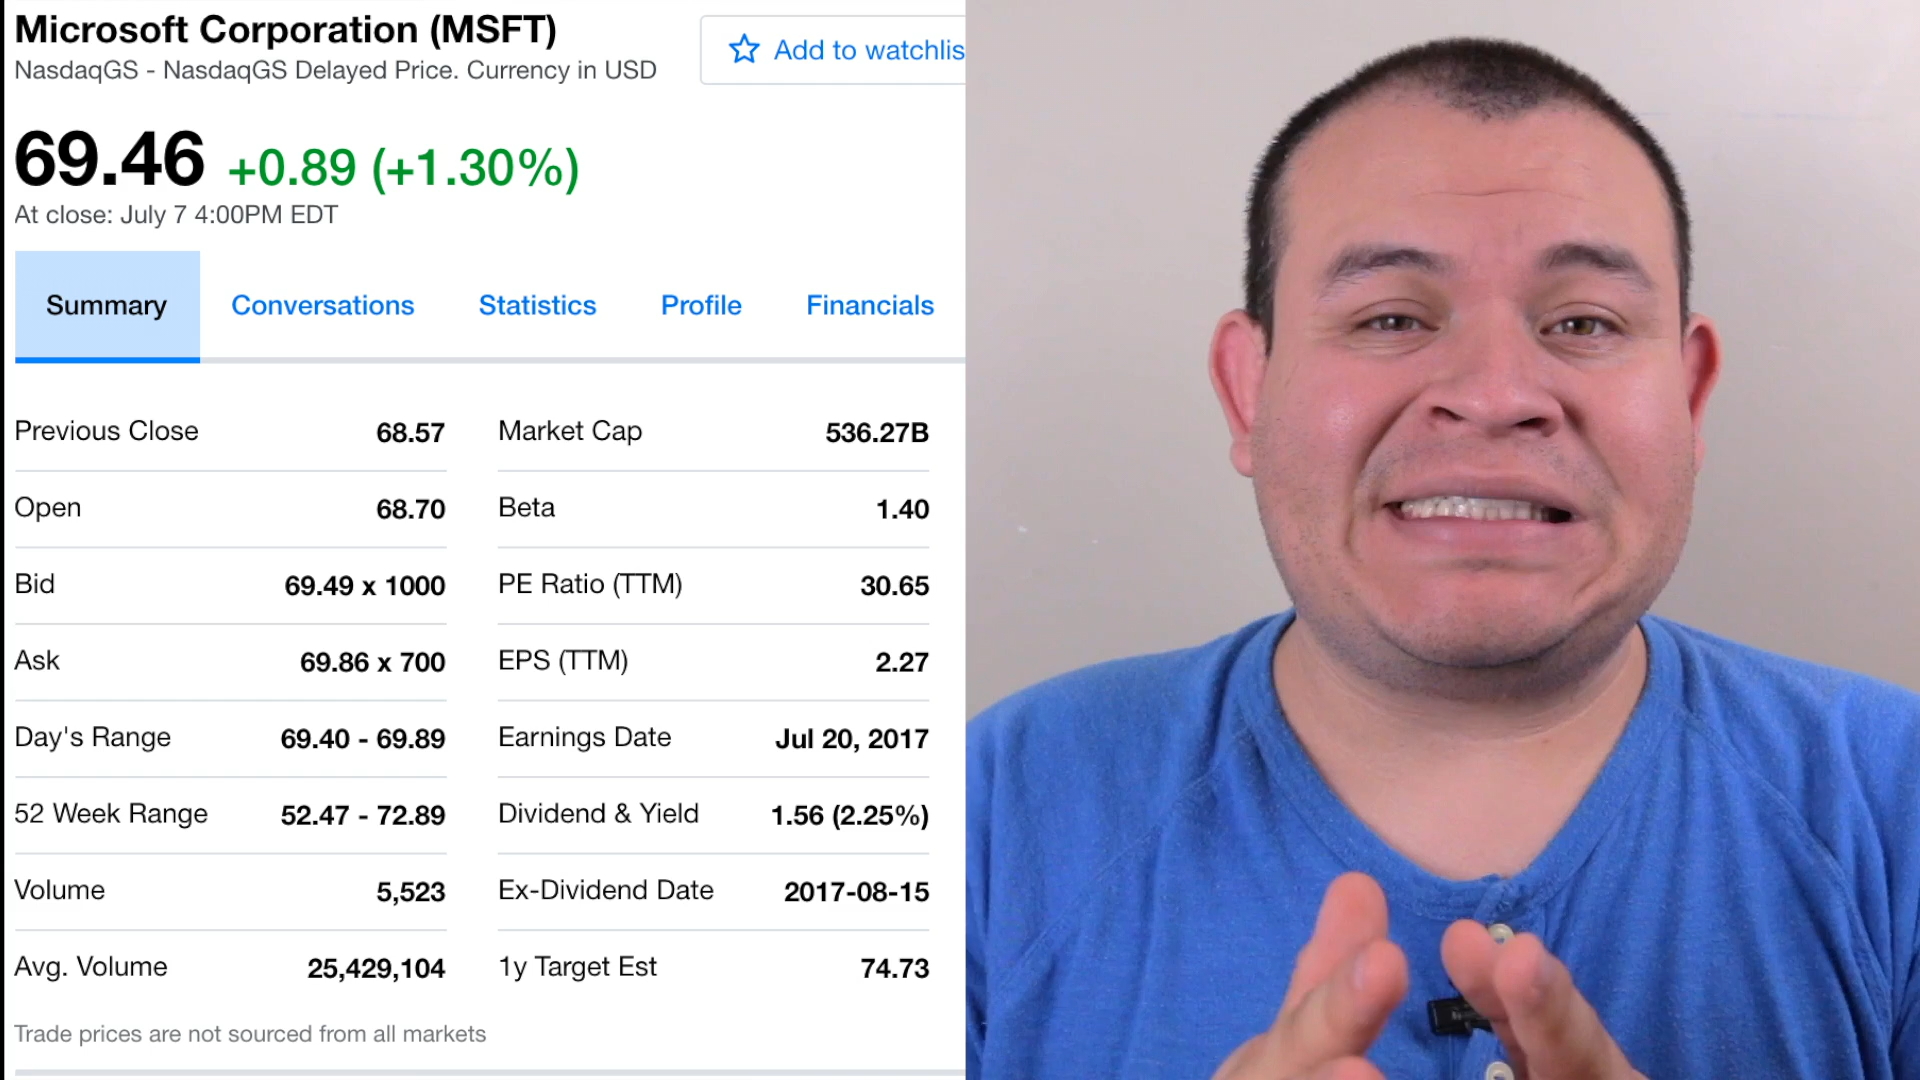 Microsoft Corporation (MSFT)
NasdaqGS - NasdaqGS Delayed Price. Currency in USD
Add to watchlis
69.46 +0.89 (+1.30%)
At close: July 7 4:00PM EDT
Summary Conversations Statistics Profile Financials
Previous Close 68.57
Open 68.70
Bid 69.49 x 1000
Ask 69.86 x 700
Day's Range 69.40 - 69.89
52 Week Range 52.47 - 72.89
Volume 5,523
Avg. Volume 25,429,104
Market Cap 536.27B
Beta 1.40
PE Ratio (TTM) 30.65
EPS (TTM) 2.27
Earnings Date Jul 20, 2017
Dividend & Yield 1.56 (2.25%)
Ex-Dividend Date 2017-08-15
1y Target Est 74.73
Trade prices are not sourced from all markets